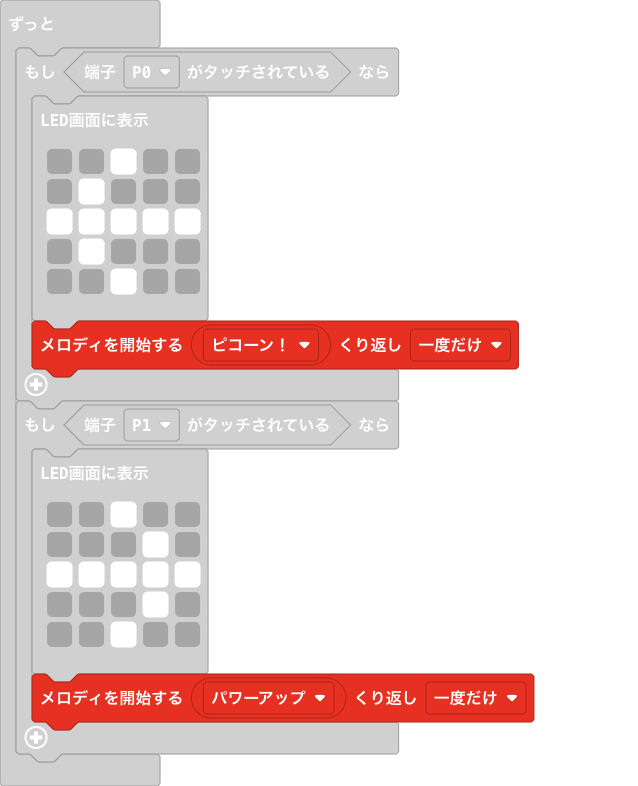 ずっと
もし 端子 P0 がタッチされている なら
LED画面に表示
メロディを開始する ピコーン！ くり返し 一度だけ
もし 端子 P1 がタッチされている なら
LED画面に表示
メロディを開始する パワーアップ くり返し 一度だけ